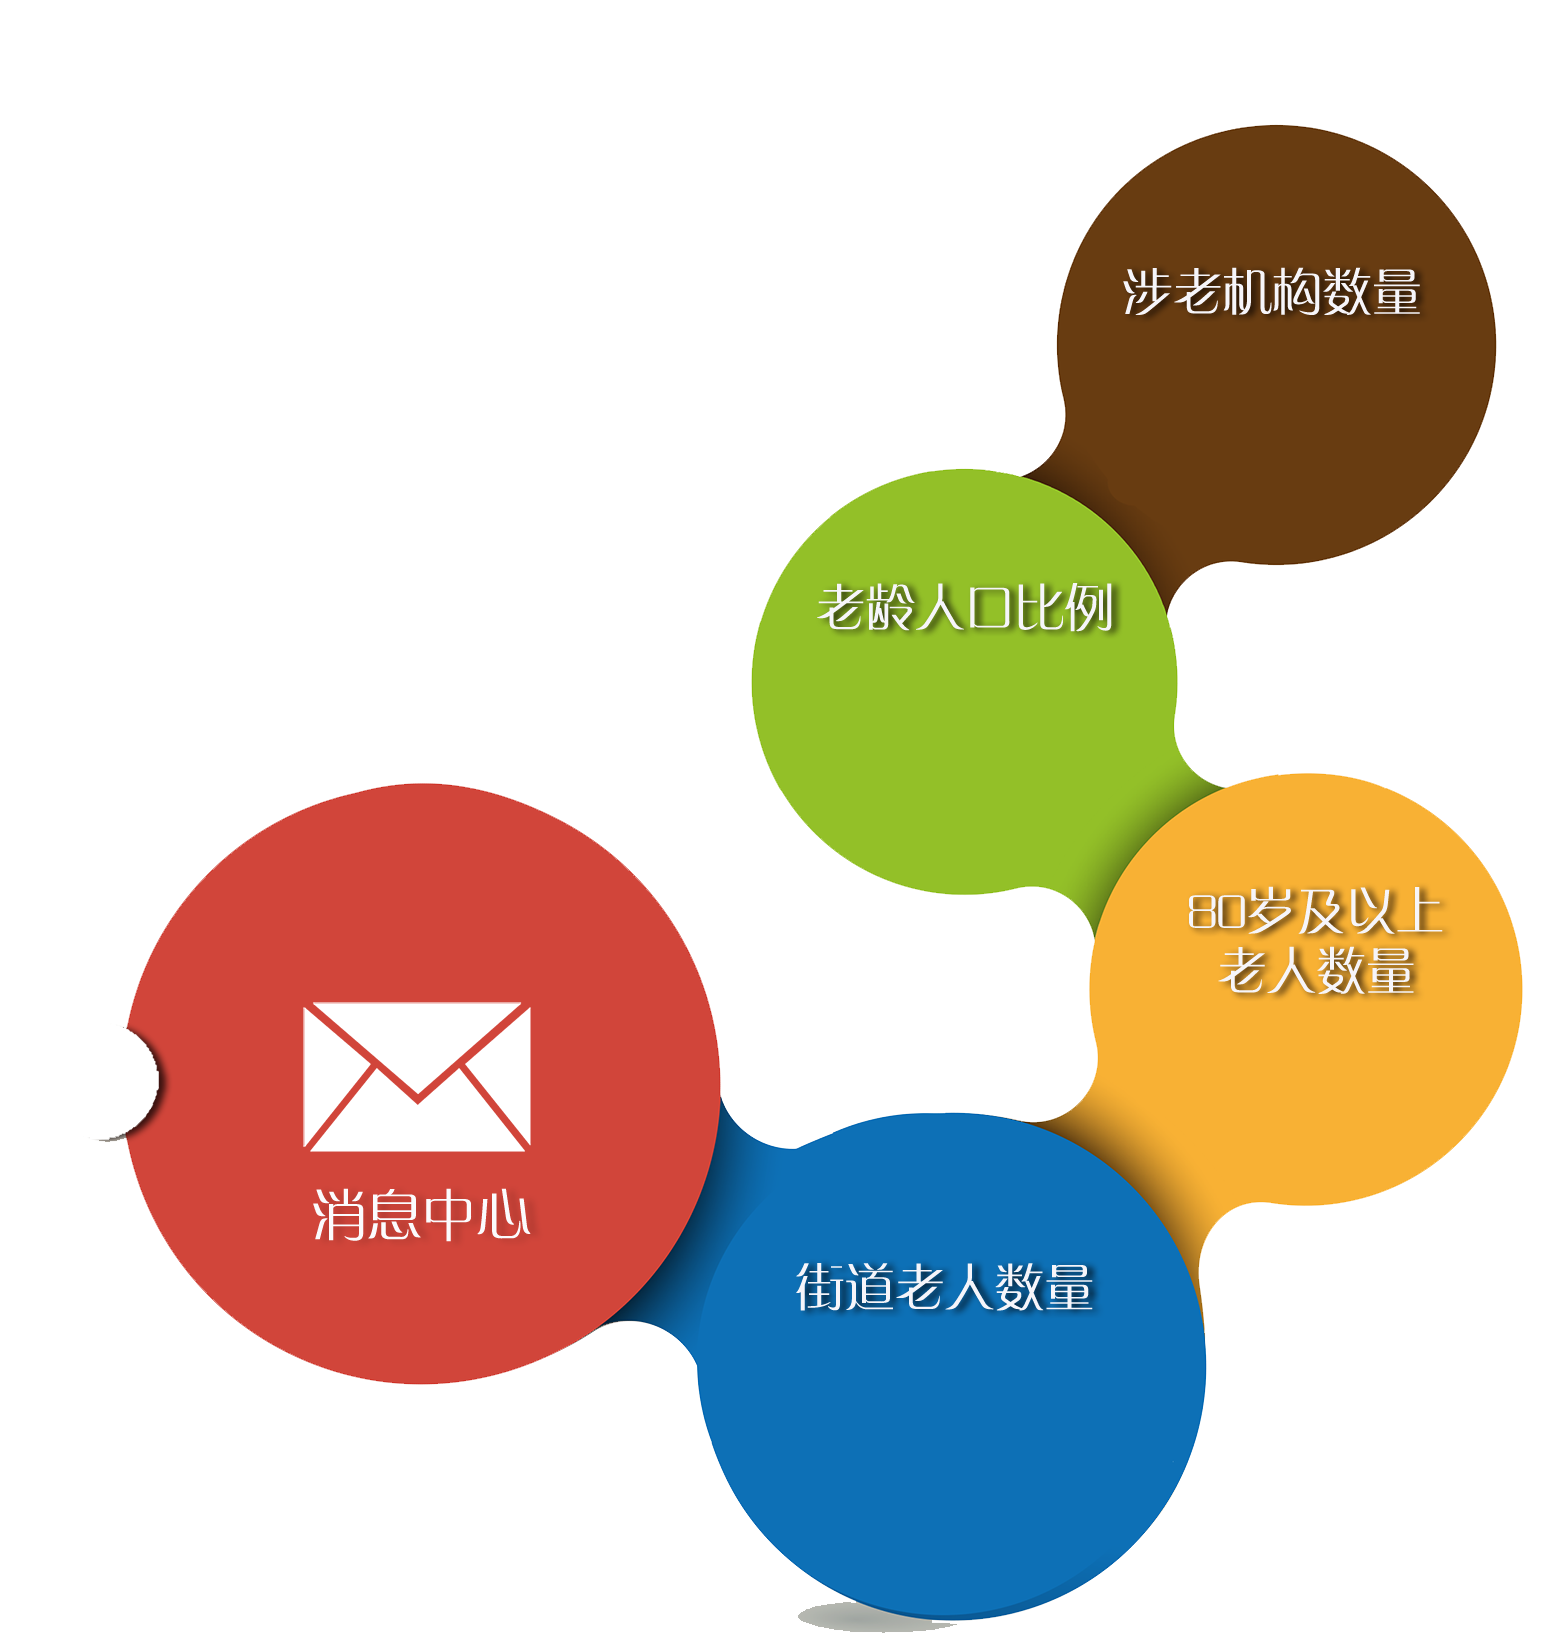 涉老机构数量
老龄人口比例
80岁及以上
老人数量
消息中心
街道老人数量